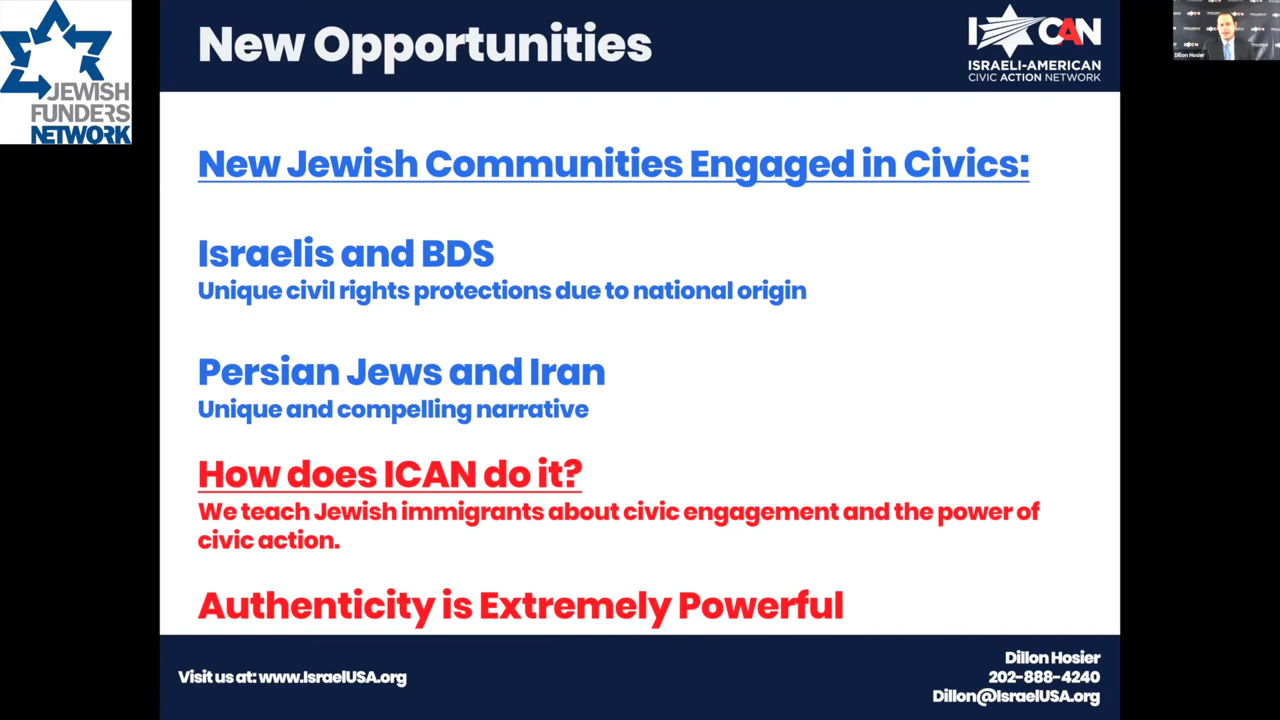 JEWISH
FUNDERS
NETWORK
New Opportunities
I CAN
ISRAELI-AMERICAN
CIVIC ACTION NETWORK
Dillon Hosier
New Jewish Communities Engaged in Civics:
Israelis and BDS
Unique civil rights protections due to national origin
Persian Jews and Iran
Unique and compelling narrative
How does ICAN do it?
We teach Jewish immigrants about civic engagement and the power of
civic action.
Authenticity is Extremely Powerful
Visit us at: www.IsraelUSA.org
Dillon Hosier
202-888-4240
Dillon@IsraelUSA.org